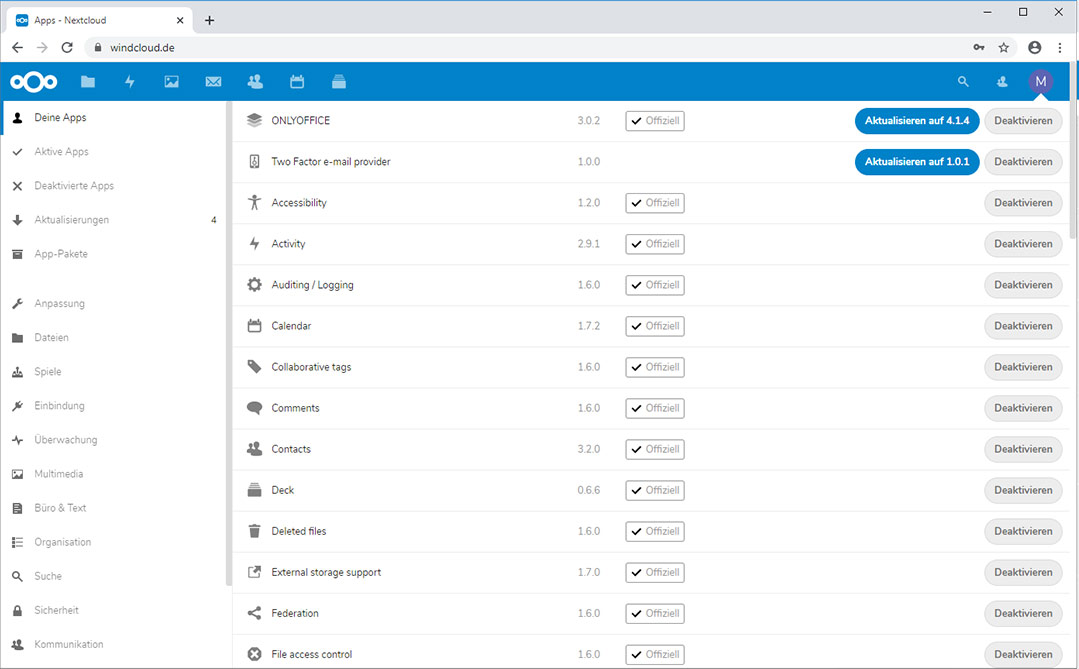 Apps - Nextcloud
windcloud.de
M
Deine Apps
Aktive Apps
Deaktivierte Apps
Aktualisierungen 4
App-Pakete
Anpassung
Dateien
Spiele
Einbindung
Überwachung
Multimedia
Büro & Text
Organisation
Suche
Sicherheit
Kommunikation
ONLYOFFICE 3.0.2 Offiziell Aktualisieren auf 4.1.4 Deaktivieren
Two Factor e-mail provider 1.0.0 Aktualisieren auf 1.0.1 Deaktivieren
Accessibility 1.2.0 Offiziell Deaktivieren
Activity 2.9.1 Offiziell Deaktivieren
Auditing / Logging 1.6.0 Offiziell Deaktivieren
Calendar 1.7.2 Offiziell Deaktivieren
Collaborative tags 1.6.0 Offiziell Deaktivieren
Comments 1.6.0 Offiziell Deaktivieren
Contacts 3.2.0 Offiziell Deaktivieren
Deck 0.6.6 Offiziell Deaktivieren
Deleted files 1.6.0 Offiziell Deaktivieren
External storage support 1.7.0 Offiziell Deaktivieren
Federation 1.6.0 Offiziell Deaktivieren
File access control 1.6.0 Offiziell Deaktivieren